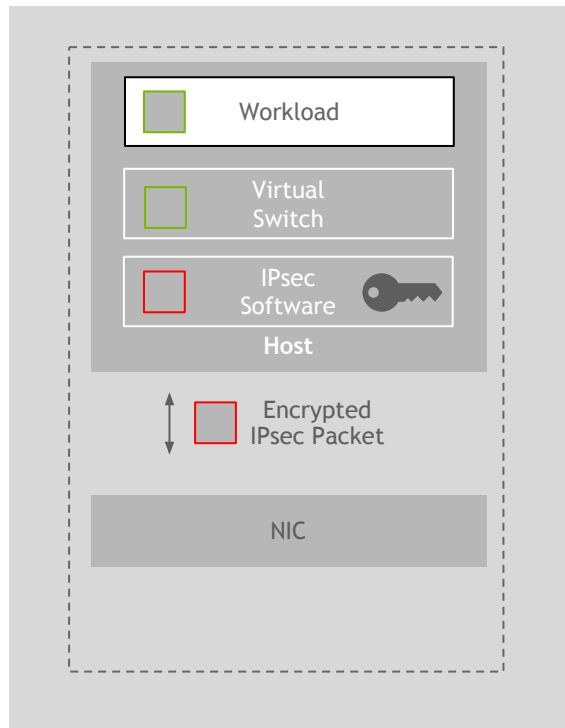 Workload
Virtual
Switch
IPsec
Software
Host
Encrypted
IPsec Packet
NIC